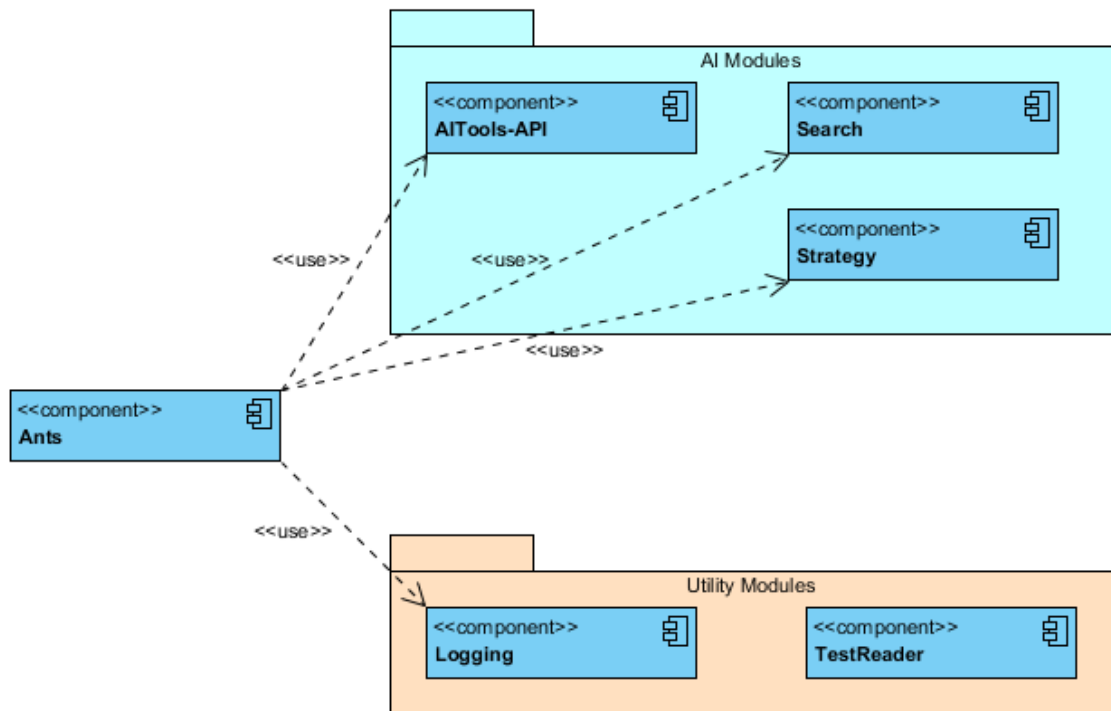 AI Modules
<<component>>
AITools-API
<<component>>
Search
<<component>>
Strategy
<<use>>
<<use>>
<<use>>
<<component>>
Ants
<<use>>
Utility Modules
<<component>>
Logging
<<component>>
TestReader